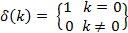 δ(k) = {1 k = 0
0 k ≠ 0